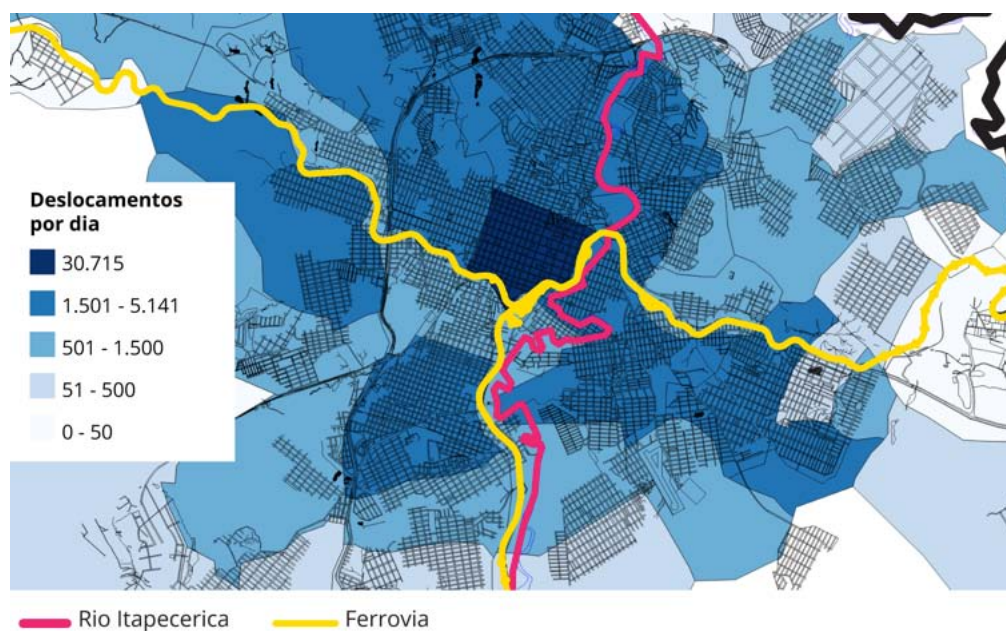 Deslocamentos
por dia
30.715
1.501 - 5.141
501 - 1.500
51 - 500
0 - 50
Rio Itapecerica
Ferrovia